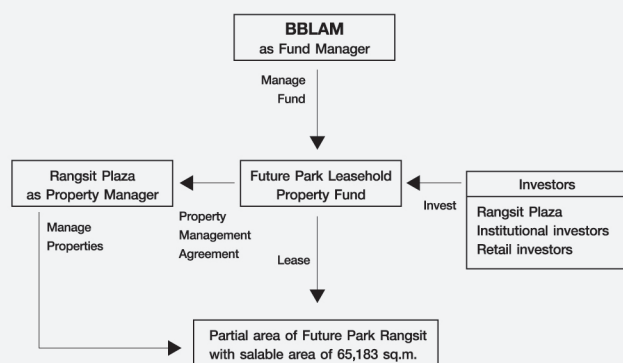 BBLAM
as Fund Manager
Manage
Fund
Rangsit Plaza
as Property Manager
Future Park Leasehold
Property Fund
Investors
Rangsit Plaza
Institutional investors
Retail investors
Invest
Manage
Properties
Property
Management
Agreement
Lease
Partial area of Future Park Rangsit
with salable area of 65,183 sq.m.